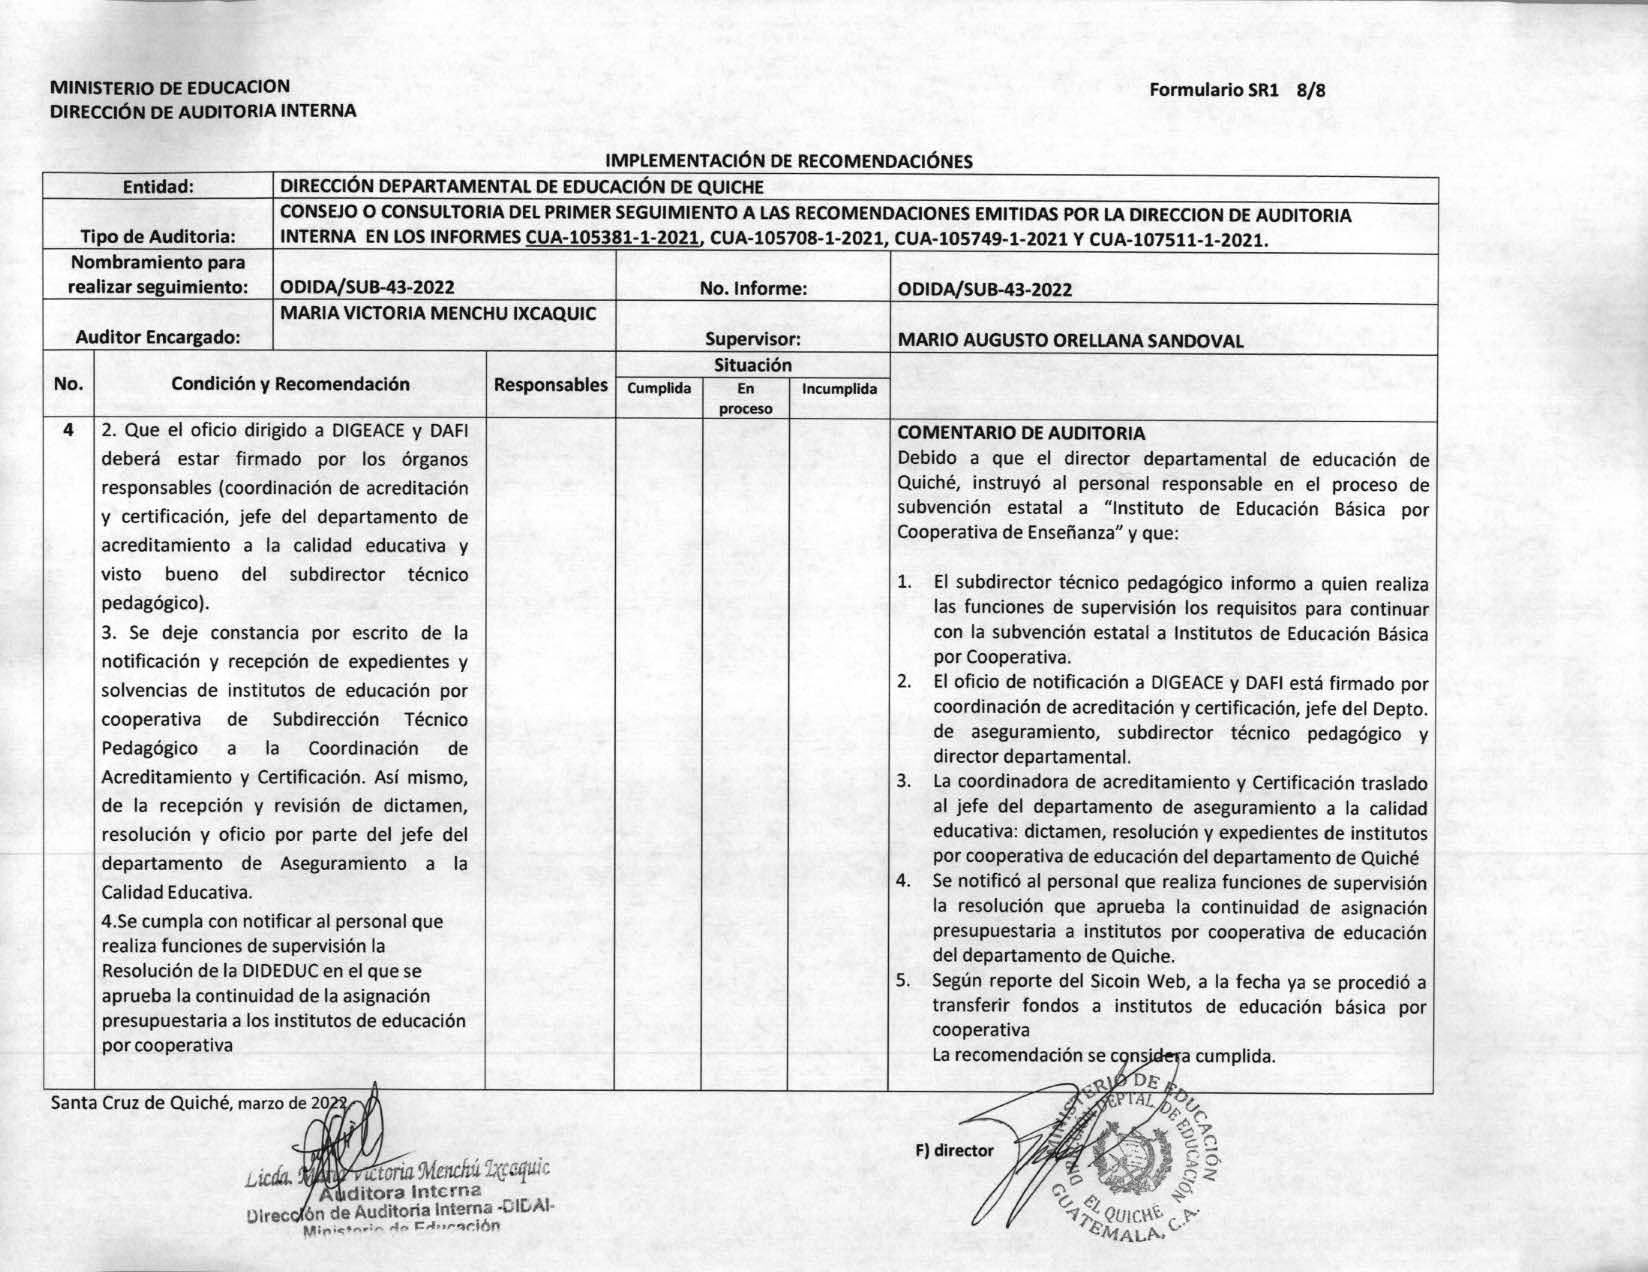 MINISTERIO DE EDUCACION
DIRECCIÓN DE AUDITORIA INTERNA
Formulario SR1 8/8
IMPLEMENTACIÓN DE RECOMENDACIÓNES
Entidad: DIRECCIÓN DEPARTAMENTAL DE EDUCACIÓN DE QUICHE
Tipo de Auditoria: CONSEJO O CONSULTORIA DEL PRIMER SEGUIMIENTO A LAS RECOMENDACIONES EMITIDAS POR LA DIRECCION DE AUDITORIA
INTERNA EN LOS INFORMES CUA-105381-1-2021, CUA-105708-1-2021, CUA-105749-1-2021 Y CUA-107511-1-2021.
Nombramiento para
realizar seguimiento: ODIDA/SUB-43-2022 No. Informe: ODIDA/SUB-43-2022
Auditor Encargado: MARIA VICTORIA MENCHU IXCAQUIC Supervisor: MARIO AUGUSTO ORELLANA SANDOVAL
No. Condición y Recomendación Responsables Situación
Cumplida En
proceso Incumplida
4
2. Que el oficio dirigido a DIGEACE y DAFI
deberá estar firmado por los órganos
responsables (coordinación de acreditación
y certificación, jefe del departamento de
acreditamiento a la calidad educativa y
visto bueno del subdirector técnico
pedagógico).
3. Se deje constancia por escrito de la
notificación y recepción de expedientes y
solvencias de institutos de educación por
cooperativa de Subdirección Técnico
Pedagógico a la Coordinación de
Acreditamiento y Certificación. Así mismo,
de la recepción y revisión de dictamen,
resolución y oficio por parte del jefe del
departamento de Aseguramiento a la
Calidad Educativa.
4.Se cumpla con notificar al personal que
realiza funciones de supervisión la
Resolución de la DIDEDUC en el que se
aprueba la continuidad de la asignación
presupuestaria a los institutos de educación
por cooperativa
COMENTARIO DE AUDITORIA
Debido a que el director departamental de educación de
Quiché, instruyó al personal responsable en el proceso de
subvención estatal a “Instituto de Educación Básica por
Cooperativa de Enseñanza” y que:
1. El subdirector técnico pedagógico informo a quien realiza
las funciones de supervisión los requisitos para continuar
con la subvención estatal a Institutos de Educación Básica
por Cooperativa.
2. El oficio de notificación a DIGEACE y DAFI está firmado por
coordinación de acreditación y certificación, jefe del Depto.
de aseguramiento, subdirector técnico pedagógico y
director departamental.
3. La coordinadora de acreditamiento y Certificación traslado
al jefe del departamento de aseguramiento a la calidad
educativa: dictamen, resolución y expedientes de institutos
por cooperativa de educación del departamento de Quiché
4. Se notificó al personal que realiza funciones de supervisión
la resolución que aprueba la continuidad de asignación
presupuestaria a institutos por cooperativa de educación
del departamento de Quiche.
5. Según reporte del Sicoin Web, a la fecha ya se procedió a
transferir fondos a institutos de educación básica por
cooperativa
La recomendación se considera cumplida.
Santa Cruz de Quiché, marzo de 2022
Licda. María Victoria Menchú Ixcaquic
Auditora Interna
Dirección de Auditoria Interna -DIDAI-
Ministerio de Educación
F) director
MINISTERIO DE EDUCACIÓN
DIRECCIÓN DEPTAL DE EDUCACIÓN
EL QUICHE
GUATEMALA, C.A.